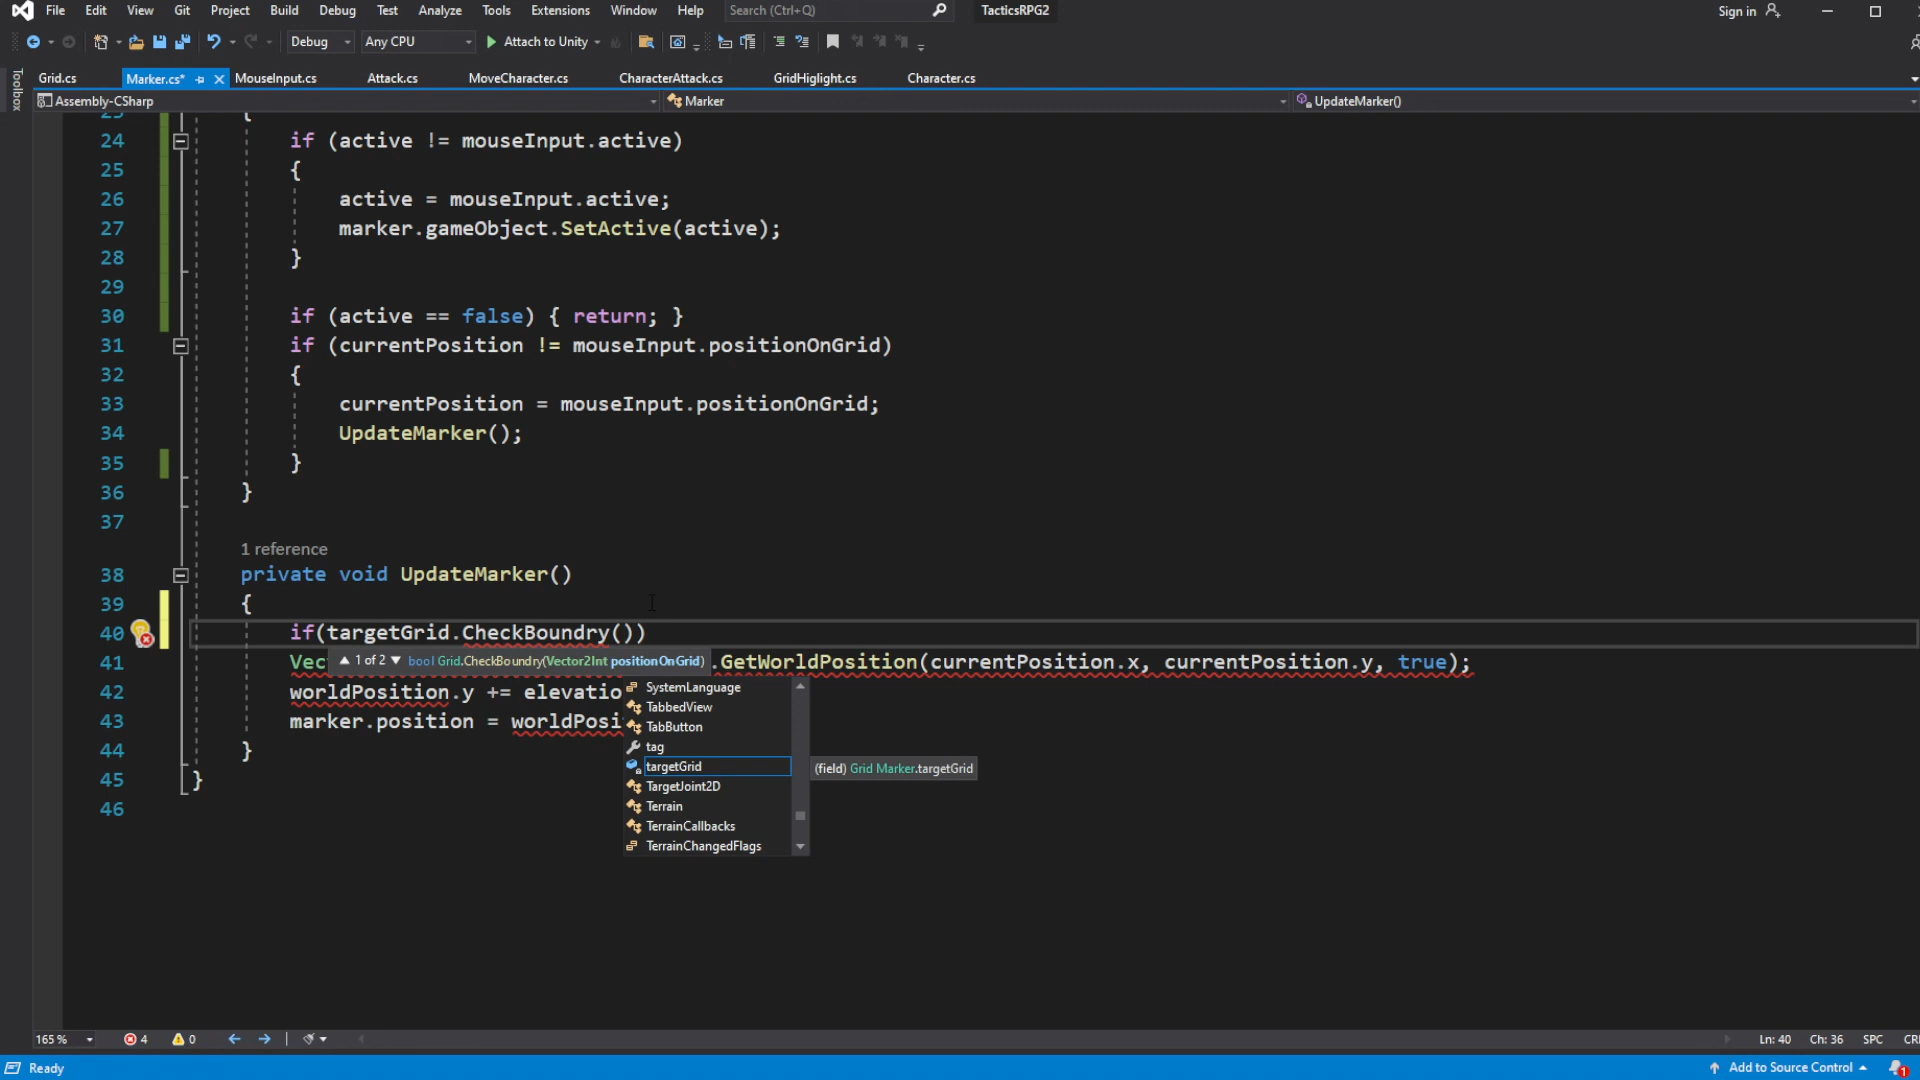 File Edit View Git Project Build Debug Test Analyze Tools Extensions Window Help Search (Ctrl+Q) TacticsRPG2 Sign in
Debug Any CPU Attach to Unity
Toolbox
Grid.cs Marker.cs* MouseInput.cs Attack.cs MoveCharacter.cs CharacterAttack.cs GridHiglight.cs Character.cs
Assembly-CSharp Marker UpdateMarker()
23 {
24 if (active != mouseInput.active)
25 {
26 active = mouseInput.active;
27 marker.gameObject.SetActive(active);
28 }
29
30 if (active == false) { return; }
31 if (currentPosition != mouseInput.positionOnGrid)
32 {
33 currentPosition = mouseInput.positionOnGrid;
34 UpdateMarker();
35 }
36 }
37
1 reference
38 private void UpdateMarker()
39 {
40 if(targetGrid.CheckBoundry())
41 Vec .GetWorldPosition(currentPosition.x, currentPosition.y, true);
1 of 2 bool Grid.CheckBoundry(Vector2Int positionOnGrid)
42 worldPosition.y += elevatio
43 marker.position = worldPosi
44 }
45 }
46
SystemLanguage
TabbedView
TabButton
tag
targetGrid
(field) Grid Marker.targetGrid
TargetJoint2D
Terrain
TerrainCallbacks
TerrainChangedFlags
165 % 4 0 Ln: 40 Ch: 36 SPC CR
Ready Add to Source Control 1